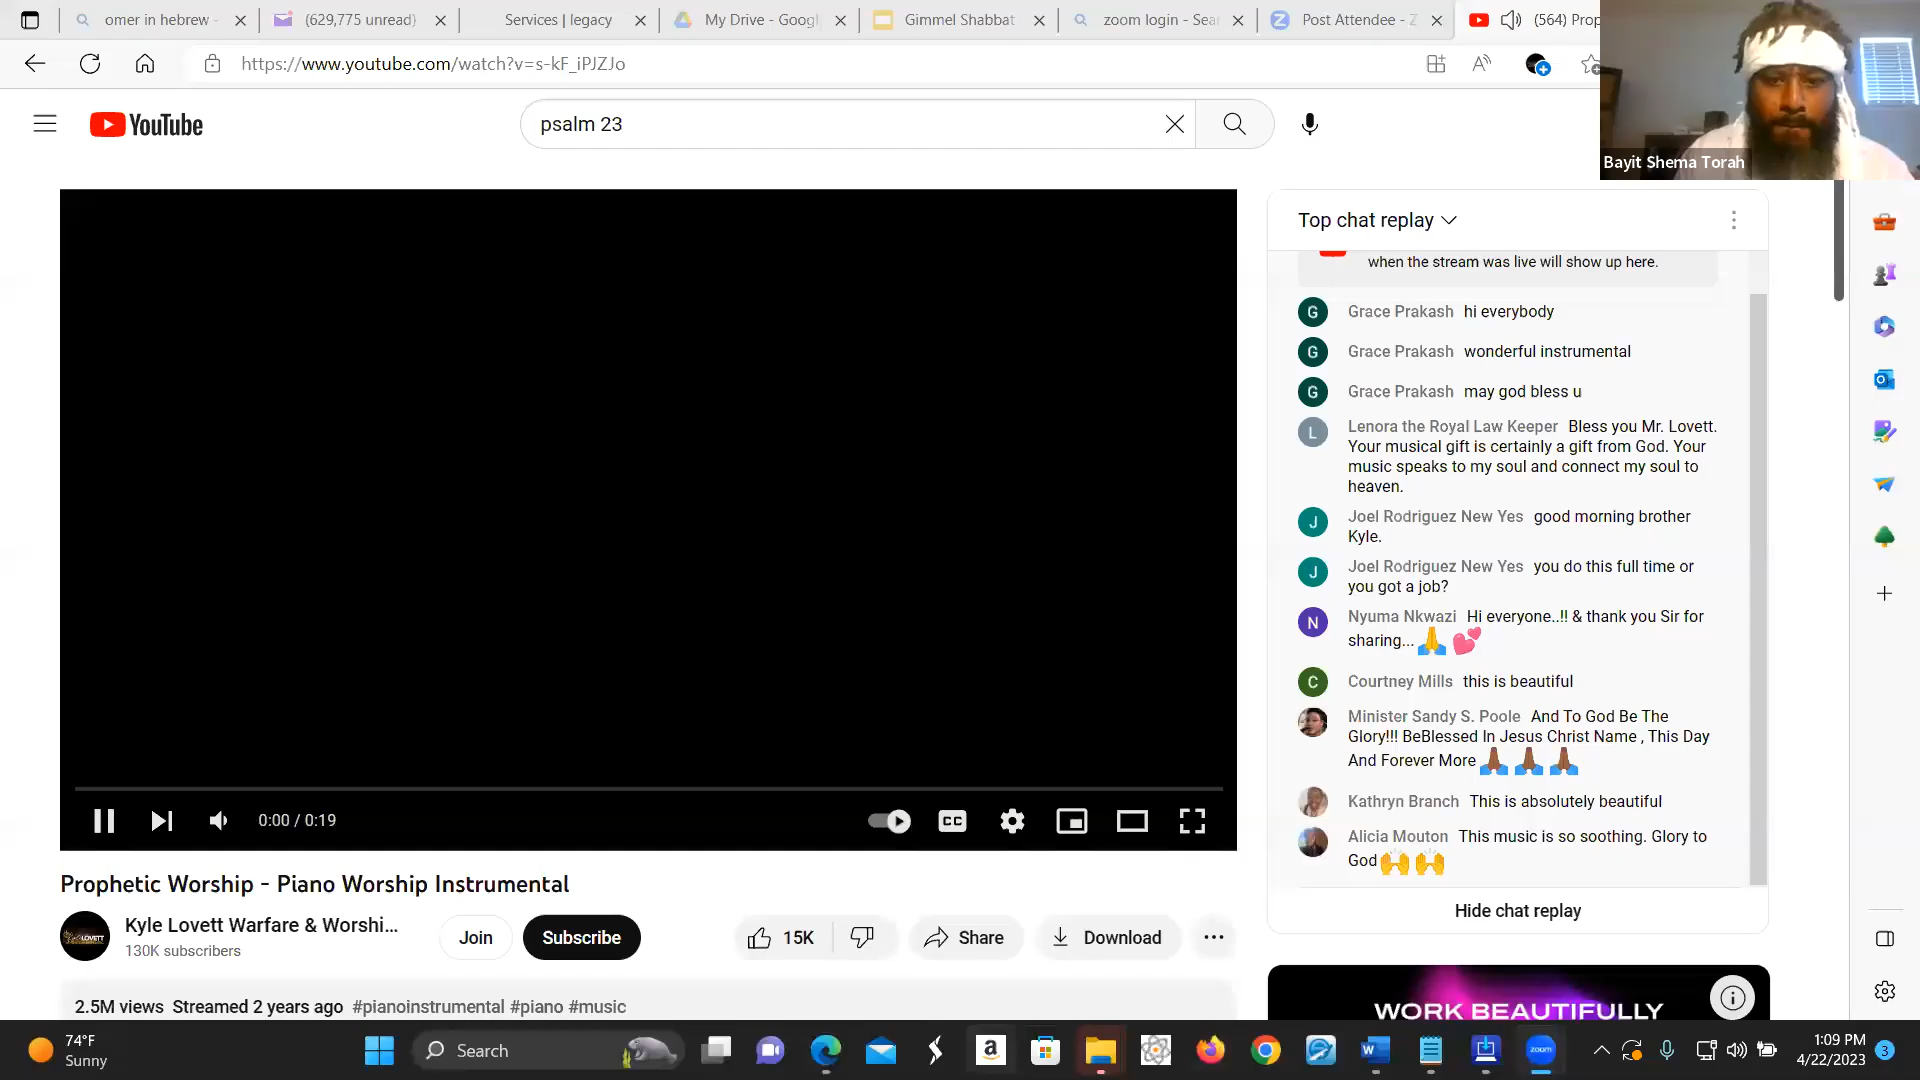 omer in hebrew -
(629,775 unread)
Services | legacy
My Drive - Googl
Gimmel Shabbat
zoom login - Sear
Post Attendee - Z
(564) Prop
https://www.youtube.com/watch?v=s-kF_iPJZJo
YouTube
psalm 23
Bayit Shema Torah
Top chat replay
when the stream was live will show up here.
G Grace Prakash hi everybody
G Grace Prakash wonderful instrumental
G Grace Prakash may god bless u
L Lenora the Royal Law Keeper Bless you Mr. Lovett.
Your musical gift is certainly a gift from God. Your
music speaks to my soul and connect my soul to
heaven.
J Joel Rodriguez New Yes good morning brother
Kyle.
J Joel Rodriguez New Yes you do this full time or
you got a job?
N Nyuma Nkwazi Hi everyone..!! & thank you Sir for
sharing...🙏💕
C Courtney Mills this is beautiful
Minister Sandy S. Poole And To God Be The
Glory!!! BeBlessed In Jesus Christ Name , This Day
And Forever More🙏🏾🙏🏾🙏🏾
Kathryn Branch This is absolutely beautiful
Alicia Mouton This music is so soothing. Glory to
God🙌🙌
Hide chat replay
0:00 / 0:19
CC
Prophetic Worship - Piano Worship Instrumental
Kyle Lovett Warfare & Worshi...
130K subscribers
Join
Subscribe
15K
Share
Download
2.5M views Streamed 2 years ago #pianoinstrumental #piano #music
WORK BEAUTIFULLY
74°F
Sunny
Search
zoom
1:09 PM
4/22/2023
3